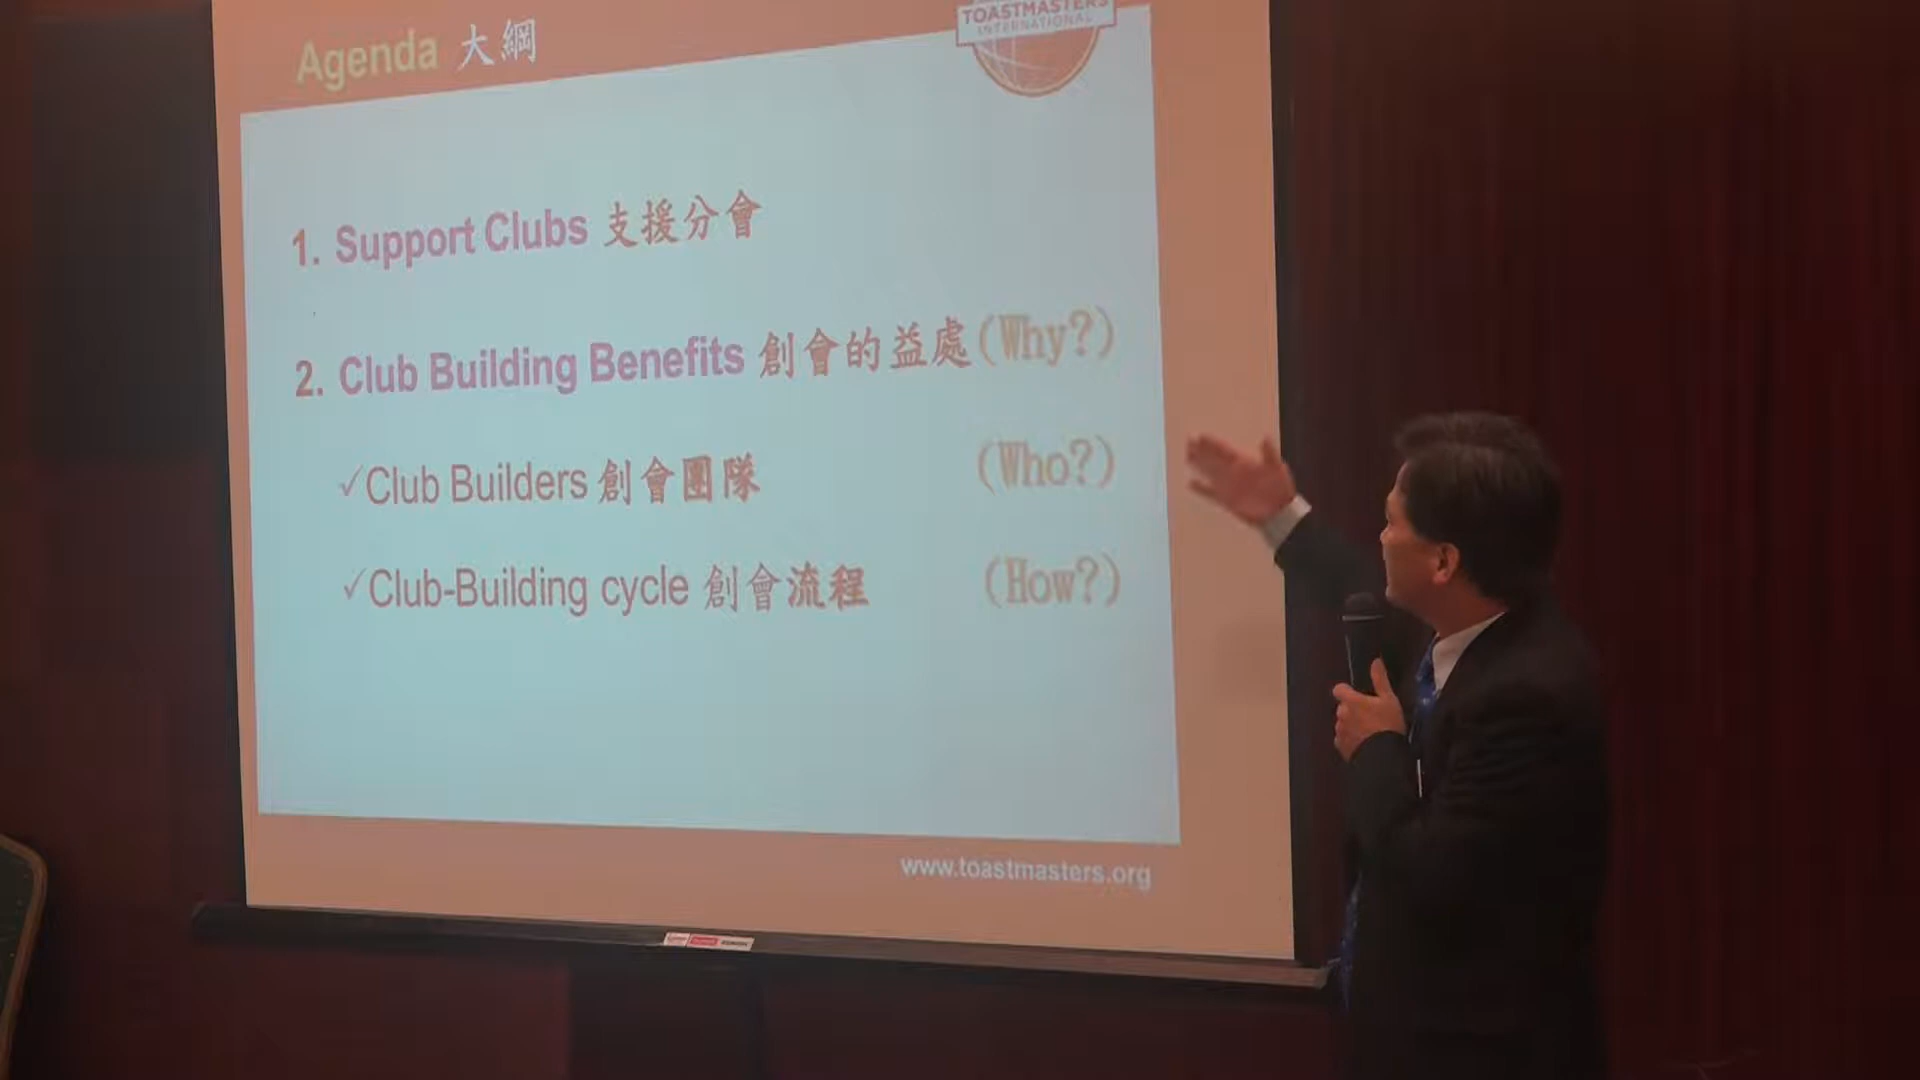 TOASTMASTERS
INTERNATIONAL
Agenda 大綱
1. Support Clubs 支援分會
2. Club Building Benefits 創會的益處(Why?)
✓Club Builders 創會團隊 (Who?)
✓Club-Building cycle 創會流程 (How?)
www.toastmasters.org